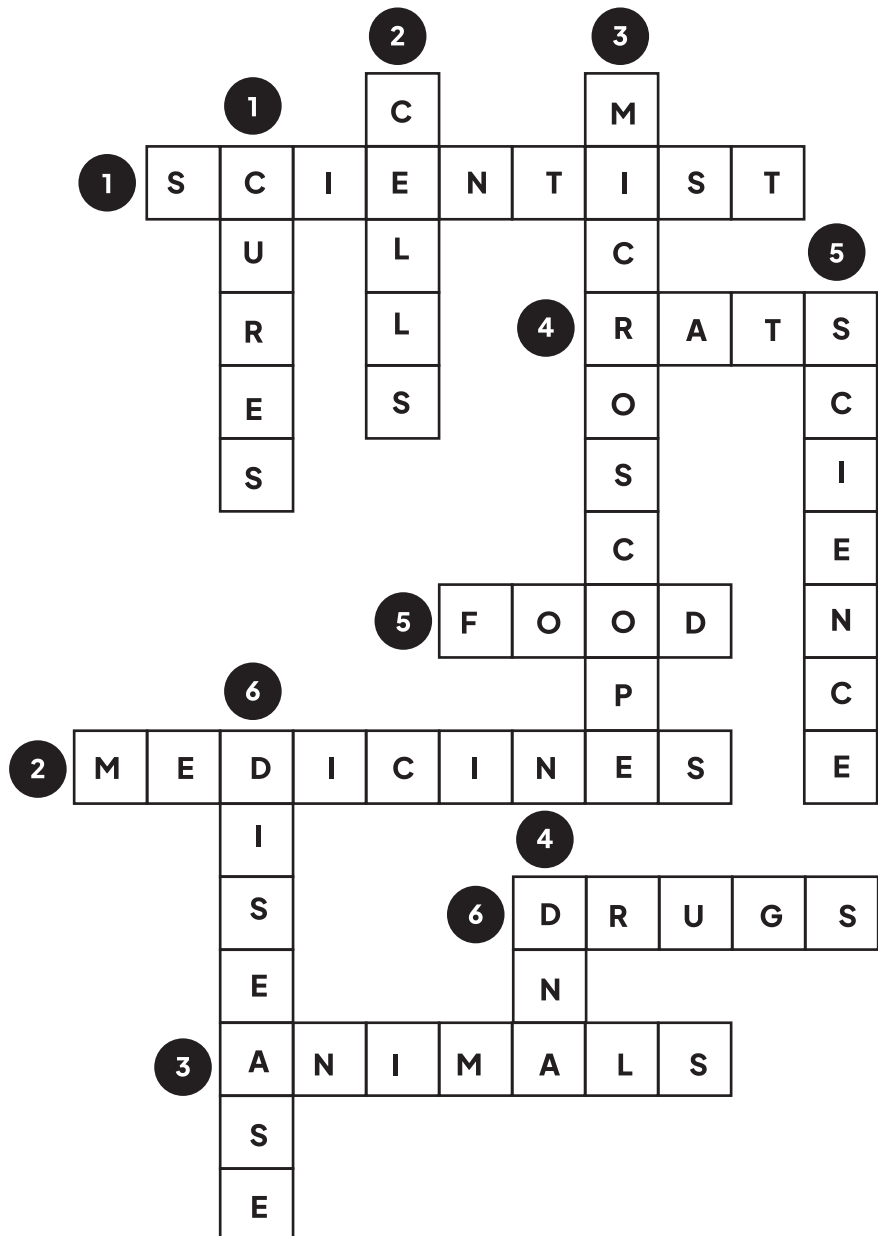 2 3
1 C M
1 S C I E N T I S T
U L C 5
R L 4 R A T S
E S O C
S S I
C E
5 F O O D N
6 P C
2 M E D I C I N E S E
I 4
S 6 D R U G S
E N
3 A N I M A L S
S
E